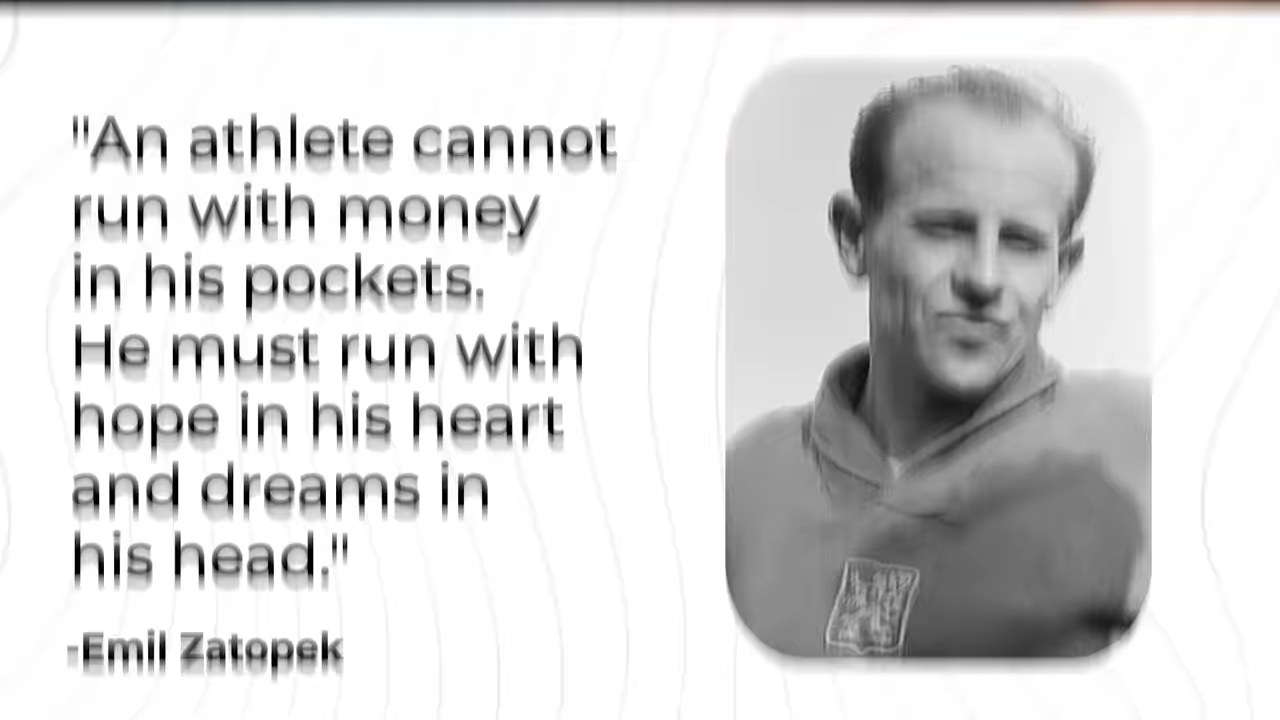 "An athlete cannot
run with money
in his pockets.
He must run with
hope in his heart
and dreams in
his head."
-Emil Zatopek